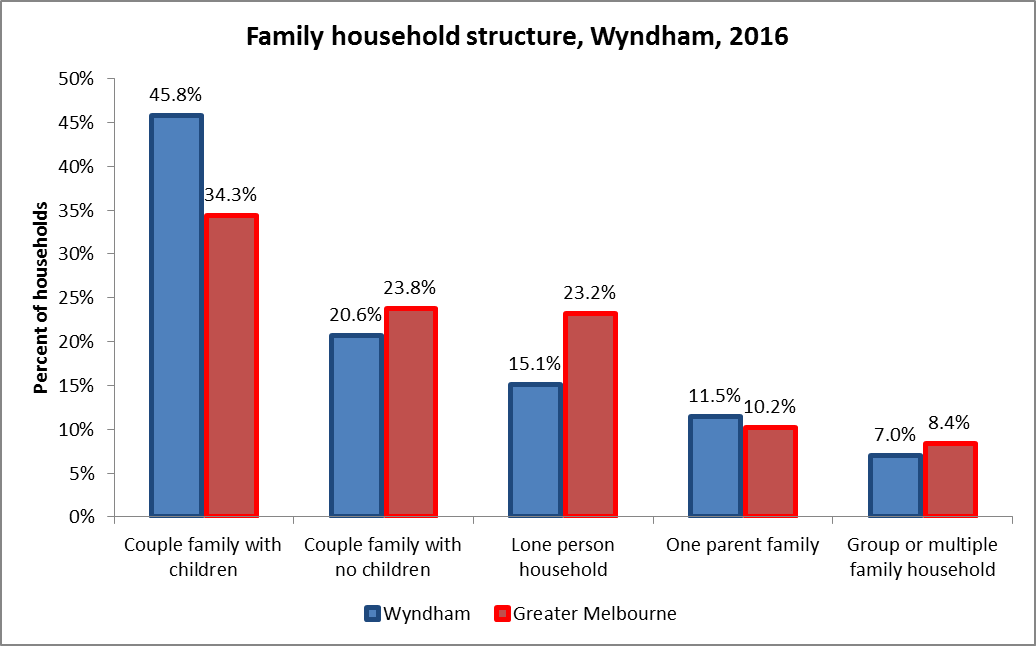 Family household structure, Wyndham, 2016
Percent of households
50%
45%
40%
35%
30%
25%
20%
15%
10%
5%
0%
45.8%
34.3%
20.6%
23.8%
15.1%
23.2%
11.5%
10.2%
7.0%
8.4%
Couple family with
children
Couple family with
no children
Lone person
household
One parent family
Group or multiple
family household
Wyndham
Greater Melbourne